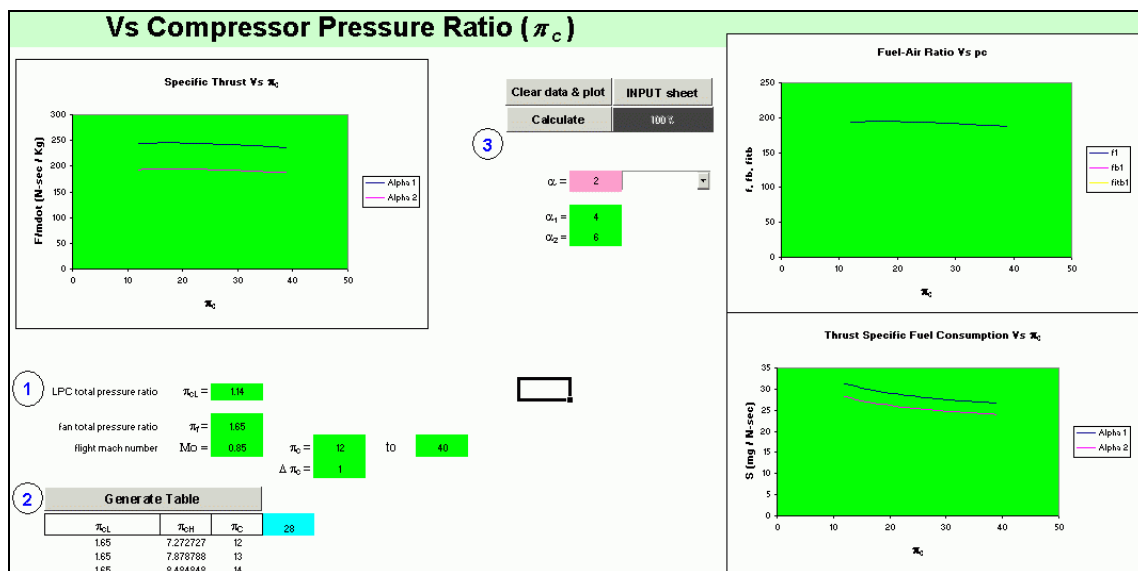 Vs Compressor Pressure Ratio (π c)
Specific Thrust Vs πc
300
250
200
150
100
50
0
F/mdot (N-sec / Kg)
0 10 20 30 40 50
πc
Alpha 1
Alpha 2
Clear data & plot INPUT sheet
Calculate 100%
3
α = 2
α1 = 4
α2 = 6
Fuel-Air Ratio Vs pc
250
200
150
100
50
0
f, fb, fitb
0 10 20 30 40 50
πc
f1
fb1
fitb1
Thrust Specific Fuel Consumption Vs πc
35
30
25
20
15
10
5
0
S (mg / N-sec)
0 10 20 30 40 50
πc
Alpha 1
Alpha 2
1
LPC total pressure ratio πcL = 1.14
fan total pressure ratio πf = 1.65
flight mach number Mo = 0.85
πc = 12 to 40
Δ πc = 1
2
Generate Table
πcL πcH πC 28
1.65 7.272727 12
1.65 7.878788 13
1.65 8.484848 14